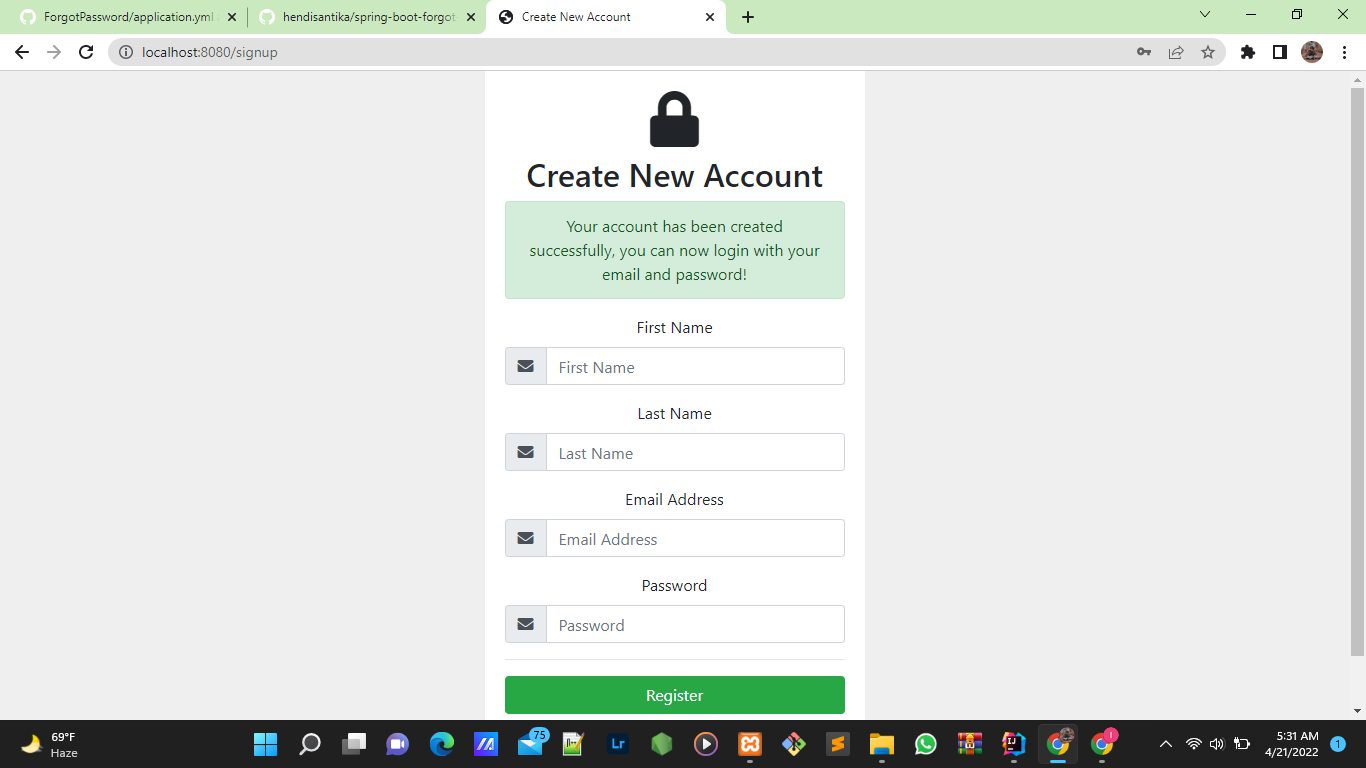 ForgotPassword/application.yml
hendisantika/spring-boot-forgot
Create New Account
localhost:8080/signup
Create New Account
Your account has been created
successfully, you can now login with your
email and password!
First Name
First Name
Last Name
Last Name
Email Address
Email Address
Password
Password
Register
69°F
Haze
75
Lr
IJ
5:31 AM
4/21/2022
1